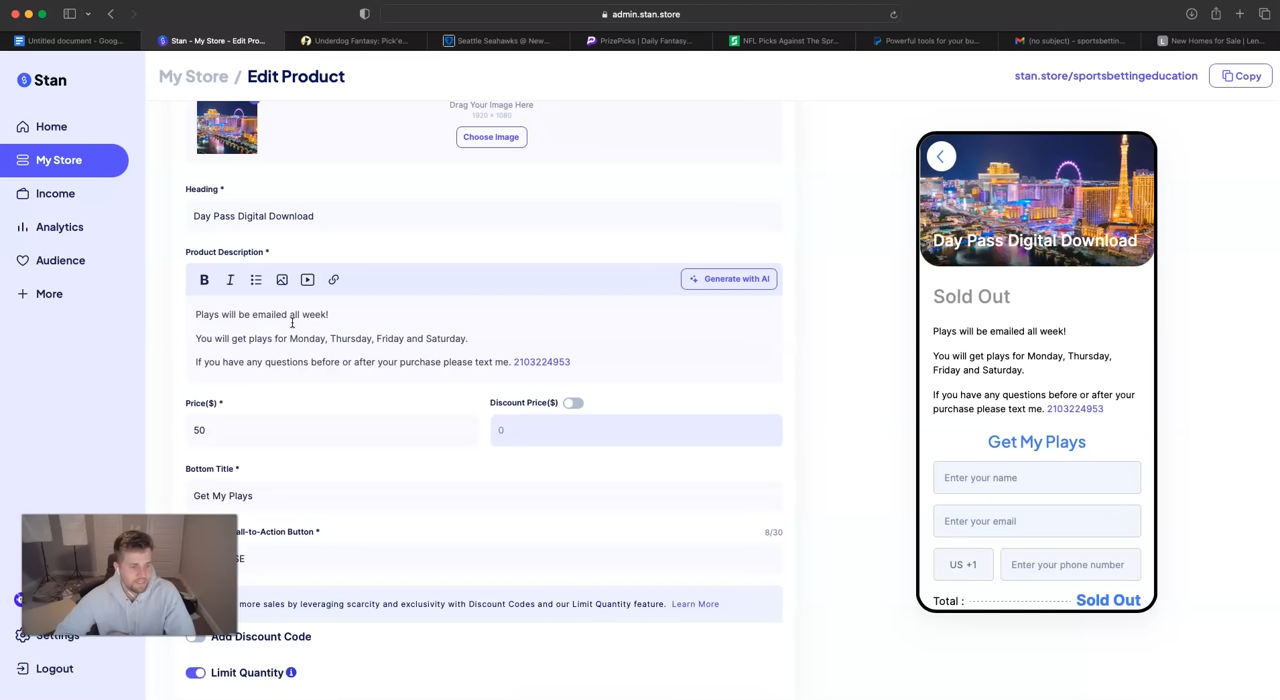 admin.stan.store
Untitled document - Goog...
Stan - My Store - Edit Pro...
Underdog Fantasy: Pick'e...
Seattle Seahawks @ New...
PrizePicks | Daily Fantasy...
NFL Picks Against The Spr...
Powerful tools for your bu...
(no subject) - sportsbettin...
New Homes for Sale | Len...
Stan
My Store / Edit Product
stan.store/sportsbettingeducation
Copy
Home
My Store
Income
Analytics
Audience
More
Settings
Logout
Drag Your Image Here
1920 × 1080
Choose Image
Heading *
Day Pass Digital Download
Product Description *
B I
Generate with AI
Plays will be emailed all week!
You will get plays for Monday, Thursday, Friday and Saturday.
If you have any questions before or after your purchase please text me. 2103224953
Price($) *
Discount Price($)
50
0
Bottom Title *
Get My Plays
all-to-Action Button *
8/30
SE
more sales by leveraging scarcity and exclusivity with Discount Codes and our Limit Quantity feature. Learn More
Add Discount Code
Limit Quantity
Day Pass Digital Download
Sold Out
Plays will be emailed all week!
You will get plays for Monday, Thursday,
Friday and Saturday.
If you have any questions before or after your
purchase please text me. 2103224953
Get My Plays
Enter your name
Enter your email
US +1
Enter your phone number
Total :
Sold Out